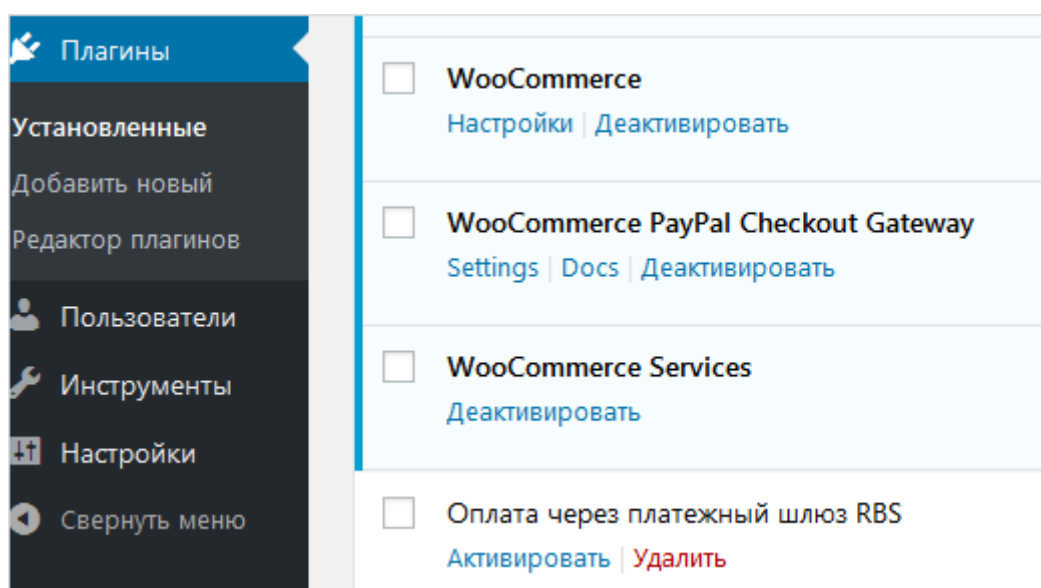 Плагины
Установленные
Добавить новый
Редактор плагинов
Пользователи
Инструменты
Настройки
Свернуть меню
WooCommerce
Настройки | Деактивировать
WooCommerce PayPal Checkout Gateway
Settings | Docs | Деактивировать
WooCommerce Services
Деактивировать
Оплата через платежный шлюз RBS
Активировать | Удалить